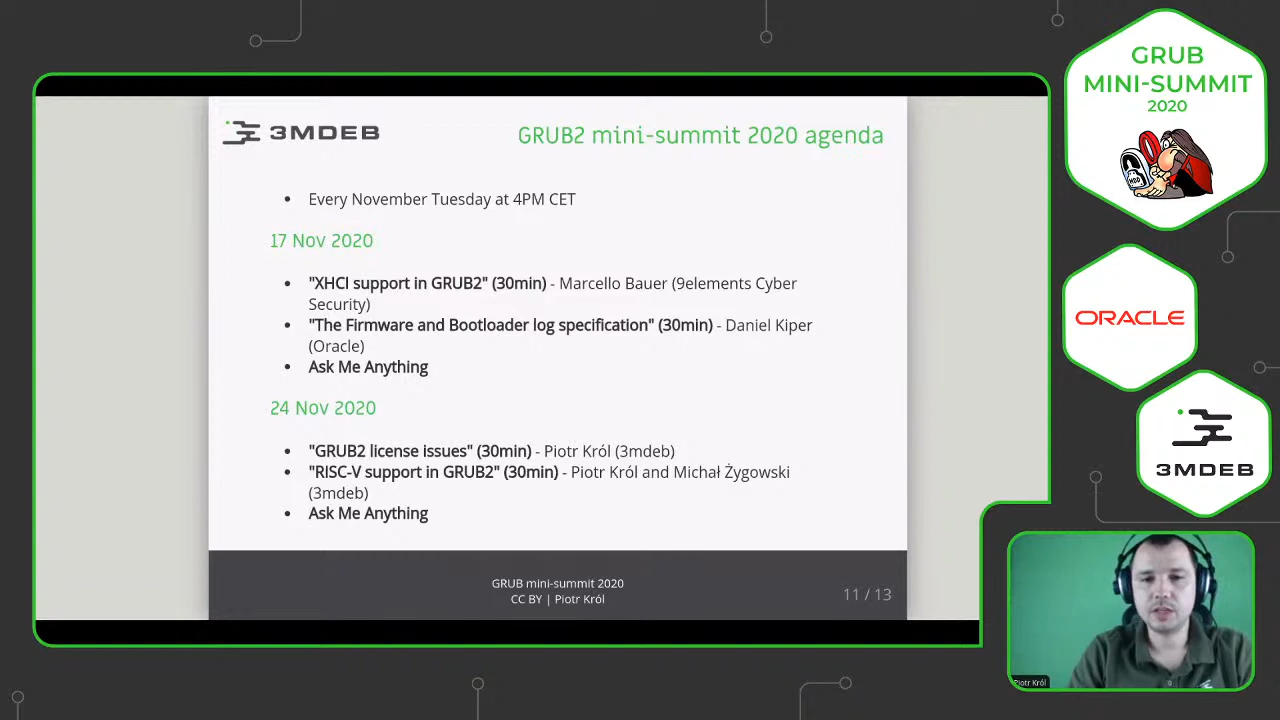 3MDEB
GRUB2 mini-summit 2020 agenda
• Every November Tuesday at 4PM CET
17 Nov 2020
• "XHCI support in GRUB2" (30min) - Marcello Bauer (9elements Cyber
Security)
• "The Firmware and Bootloader log specification" (30min) - Daniel Kiper
(Oracle)
• Ask Me Anything
24 Nov 2020
• "GRUB2 license issues" (30min) - Piotr Król (3mdeb)
• "RISC-V support in GRUB2" (30min) - Piotr Król and Michał Żygowski
(3mdeb)
• Ask Me Anything
GRUB mini-summit 2020
CC BY | Piotr Król
11 / 13
GRUB
MINI-SUMMIT
2020
ORACLE
3MDEB
Piotr Król